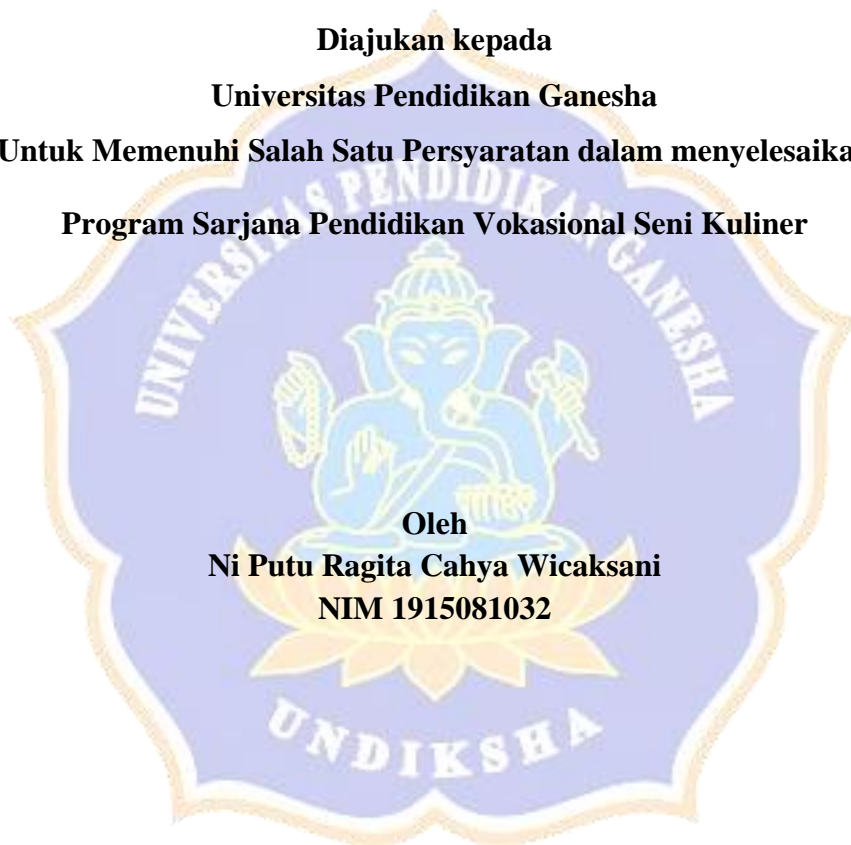 Diajukan kepada
Universitas Pendidikan Ganesha
Untuk Memenuhi Salah Satu Persyaratan dalam menyelesaika
Program Sarjana Pendidikan Vokasional Seni Kuliner
UNIVERSITAS PENDIDIKAN GANESHA
Oleh
Ni Putu Ragita Cahya Wicaksani
NIM 1915081032
UNDIKSHA